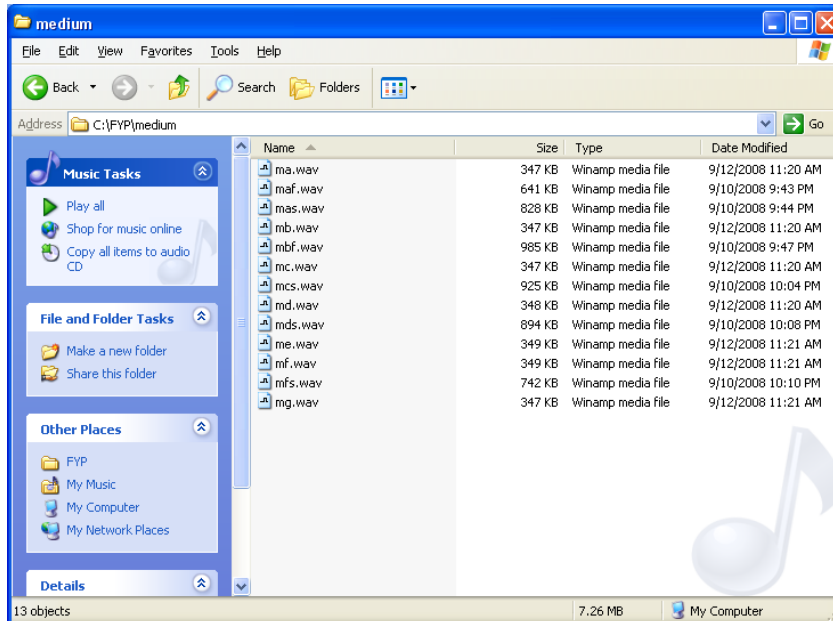 medium
File Edit View Favorites Tools Help
Back Search Folders
Address C:\FYP\medium Go
Music Tasks
Play all
Shop for music online
Copy all items to audio
CD
File and Folder Tasks
Make a new folder
Share this folder
Other Places
FYP
My Music
My Computer
My Network Places
Details
Name Size Type Date Modified
ma.wav 347 KB Winamp media file 9/12/2008 11:20 AM
maf.wav 641 KB Winamp media file 9/10/2008 9:43 PM
mas.wav 828 KB Winamp media file 9/10/2008 9:44 PM
mb.wav 347 KB Winamp media file 9/12/2008 11:20 AM
mbf.wav 985 KB Winamp media file 9/10/2008 9:47 PM
mc.wav 347 KB Winamp media file 9/12/2008 11:20 AM
mcs.wav 925 KB Winamp media file 9/10/2008 10:04 PM
md.wav 348 KB Winamp media file 9/12/2008 11:20 AM
mds.wav 894 KB Winamp media file 9/10/2008 10:08 PM
me.wav 349 KB Winamp media file 9/12/2008 11:21 AM
mf.wav 349 KB Winamp media file 9/12/2008 11:21 AM
mfs.wav 742 KB Winamp media file 9/10/2008 10:10 PM
mg.wav 347 KB Winamp media file 9/12/2008 11:21 AM
13 objects 7.26 MB My Computer